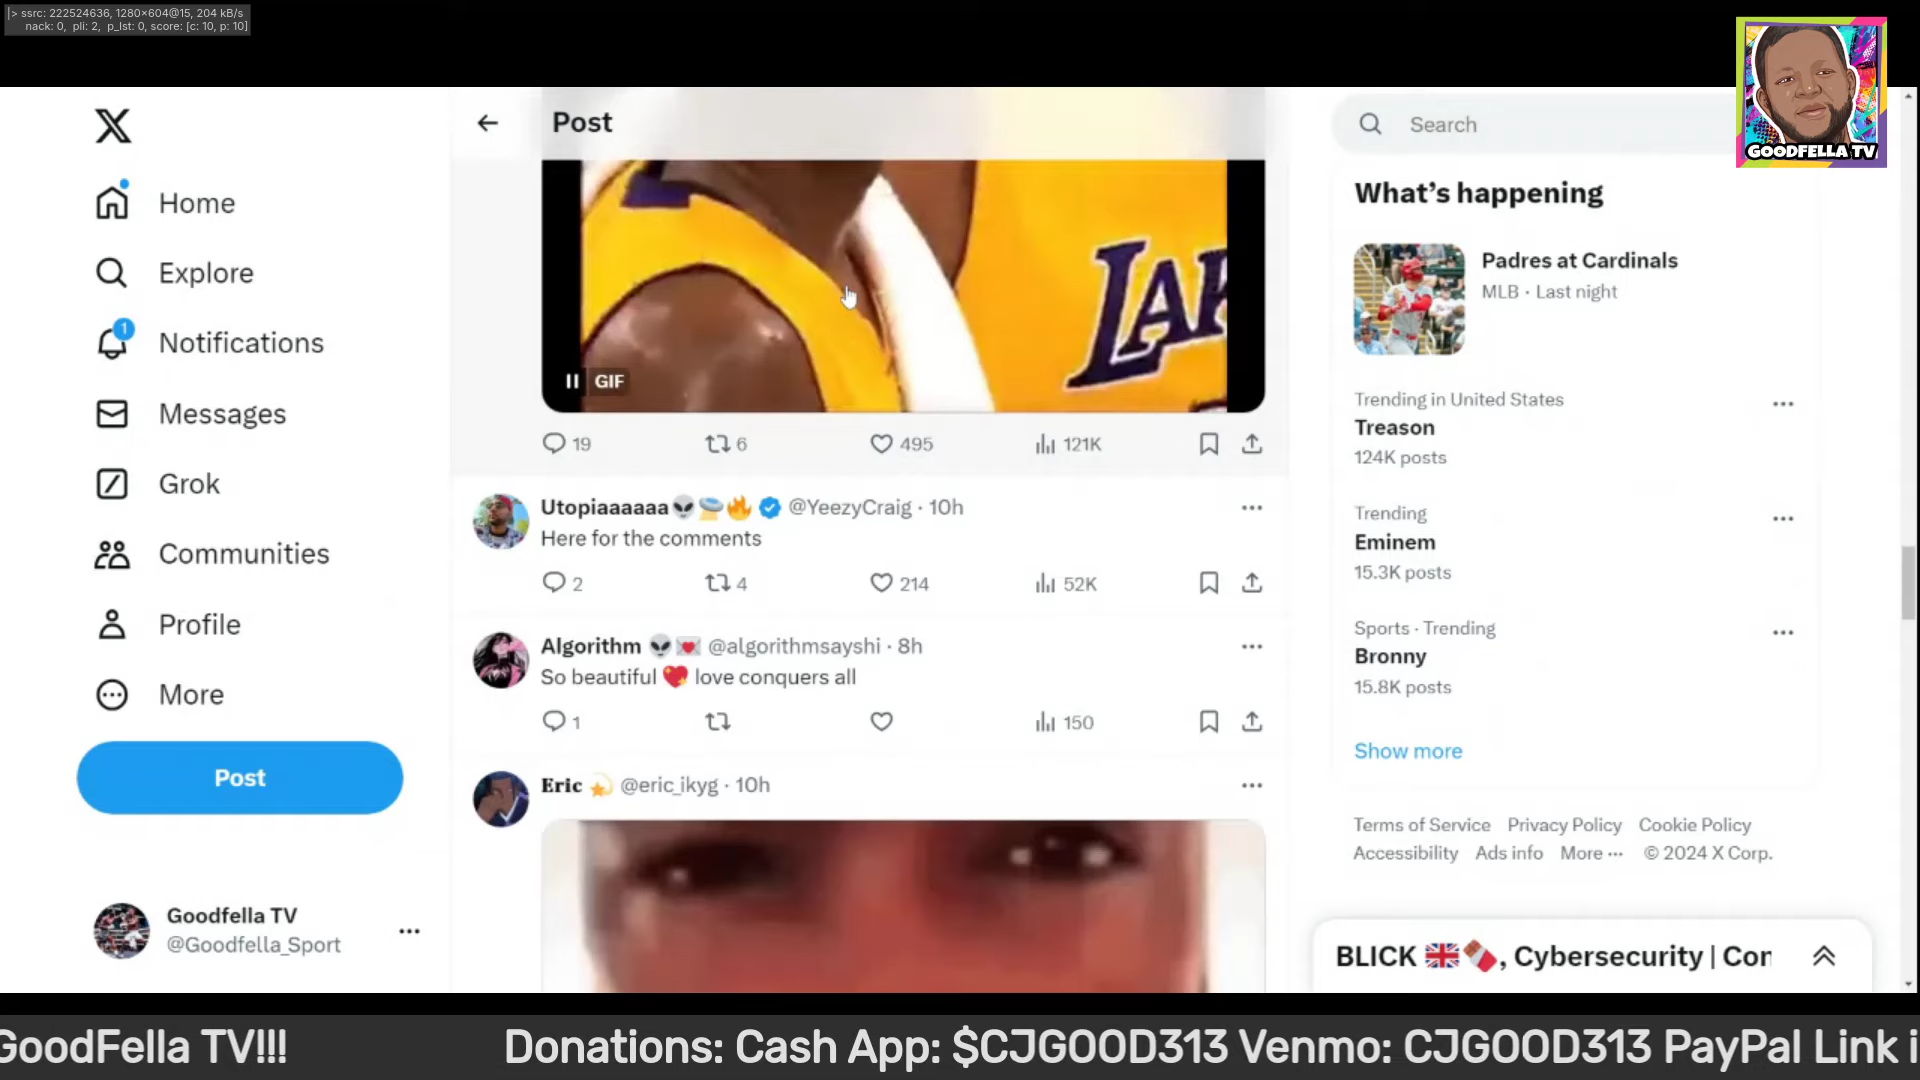 |> ssrc: 222524636, 1280×604@15, 204 kB/s
nack: 0, pli: 2, p_lst: 0, score: [c: 10, p: 10]
GOODFELLA TV
Home
Explore
1
Notifications
Messages
Grok
Communities
Profile
More
Post
Goodfella TV
@Goodfella_Sport
Post
LAK
GIF
19 6 495 121K
Utopiaaaaaa👽🛸🔥 @YeezyCraig · 10h
Here for the comments
2 4 214 52K
Algorithm 👽💌 @algorithmsayshi · 8h
So beautiful 💖 love conquers all
1 150
Eric 💫 @eric_ikyg · 10h
Search
What’s happening
Padres at Cardinals
MLB · Last night
Trending in United States
Treason
124K posts
Trending
Eminem
15.3K posts
Sports · Trending
Bronny
15.8K posts
Show more
Terms of Service Privacy Policy Cookie Policy
Accessibility Ads info More ··· © 2024 X Corp.
BLICK 🇬🇧🍫, Cybersecurity | Cor
GoodFella TV!!! Donations: Cash App: $CJGOOD313 Venmo: CJGOOD313 PayPal Link i